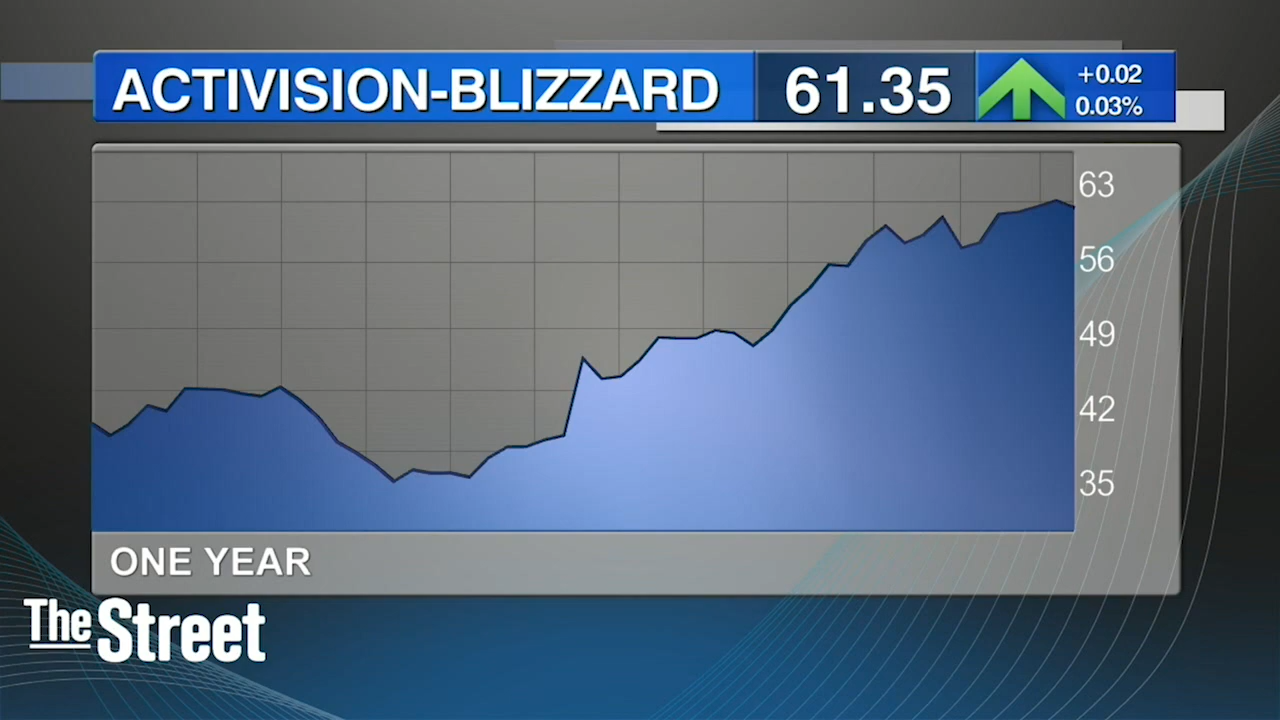 ACTIVISION-BLIZZARD 61.35 +0.02
0.03%
63
56
49
42
35
ONE YEAR
The Street